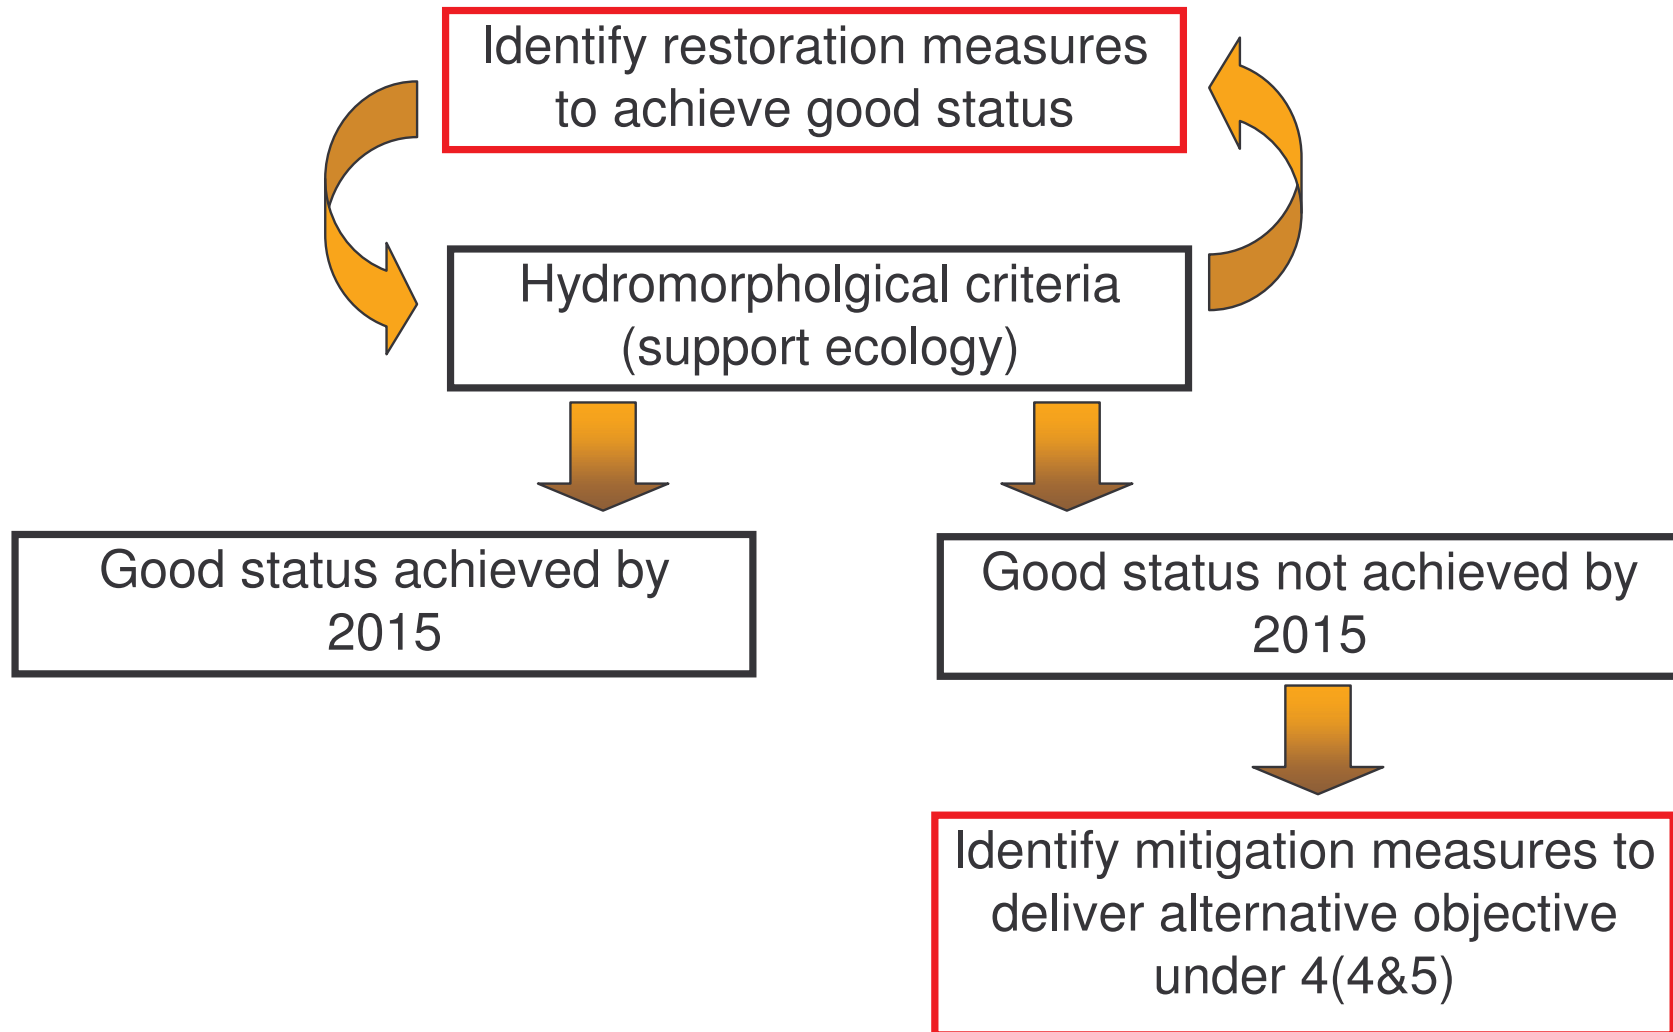 Identify restoration measures
to achieve good status
Hydromorpholgical criteria
(support ecology)
Good status achieved by
2015
Good status not achieved by
2015
Identify mitigation measures to
deliver alternative objective
under 4(4&5)